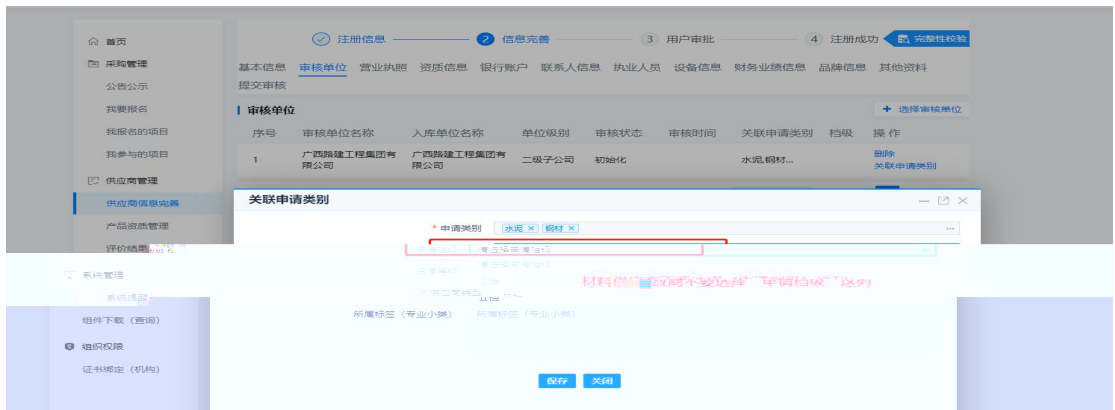 首页
采购管理
公告公示
我要报名
我报名的项目
我参与的项目
供应商管理
供应商信息完善
产品资质管理
评价结果
系统管理
系统提醒
组件下载（查询）
组织权限
证书绑定（机构）
注册信息 2 信息完善 3 用户审批 4 注册成功 完整性校验
基本信息 审核单位 营业执照 资质信息 银行账户 联系人信息 执业人员 设备信息 财务业绩信息 品牌信息 其他资料
提交审核
审核单位 + 选择审核单位
序号 审核单位名称 入库单位名称 单位级别 审核状态 审核时间 关联申请类别 档级 操作
1 广西路建工程集团有限公司 广西路建工程集团有限公司 二级子公司 初始化 水泥,钢材... 删除 关联申请类别
关联申请类别
* 申请类别 水泥 × 钢材 × ...
应商不要选择
所属标签（专业小类） 所属标签（专业小类）
保存 关闭